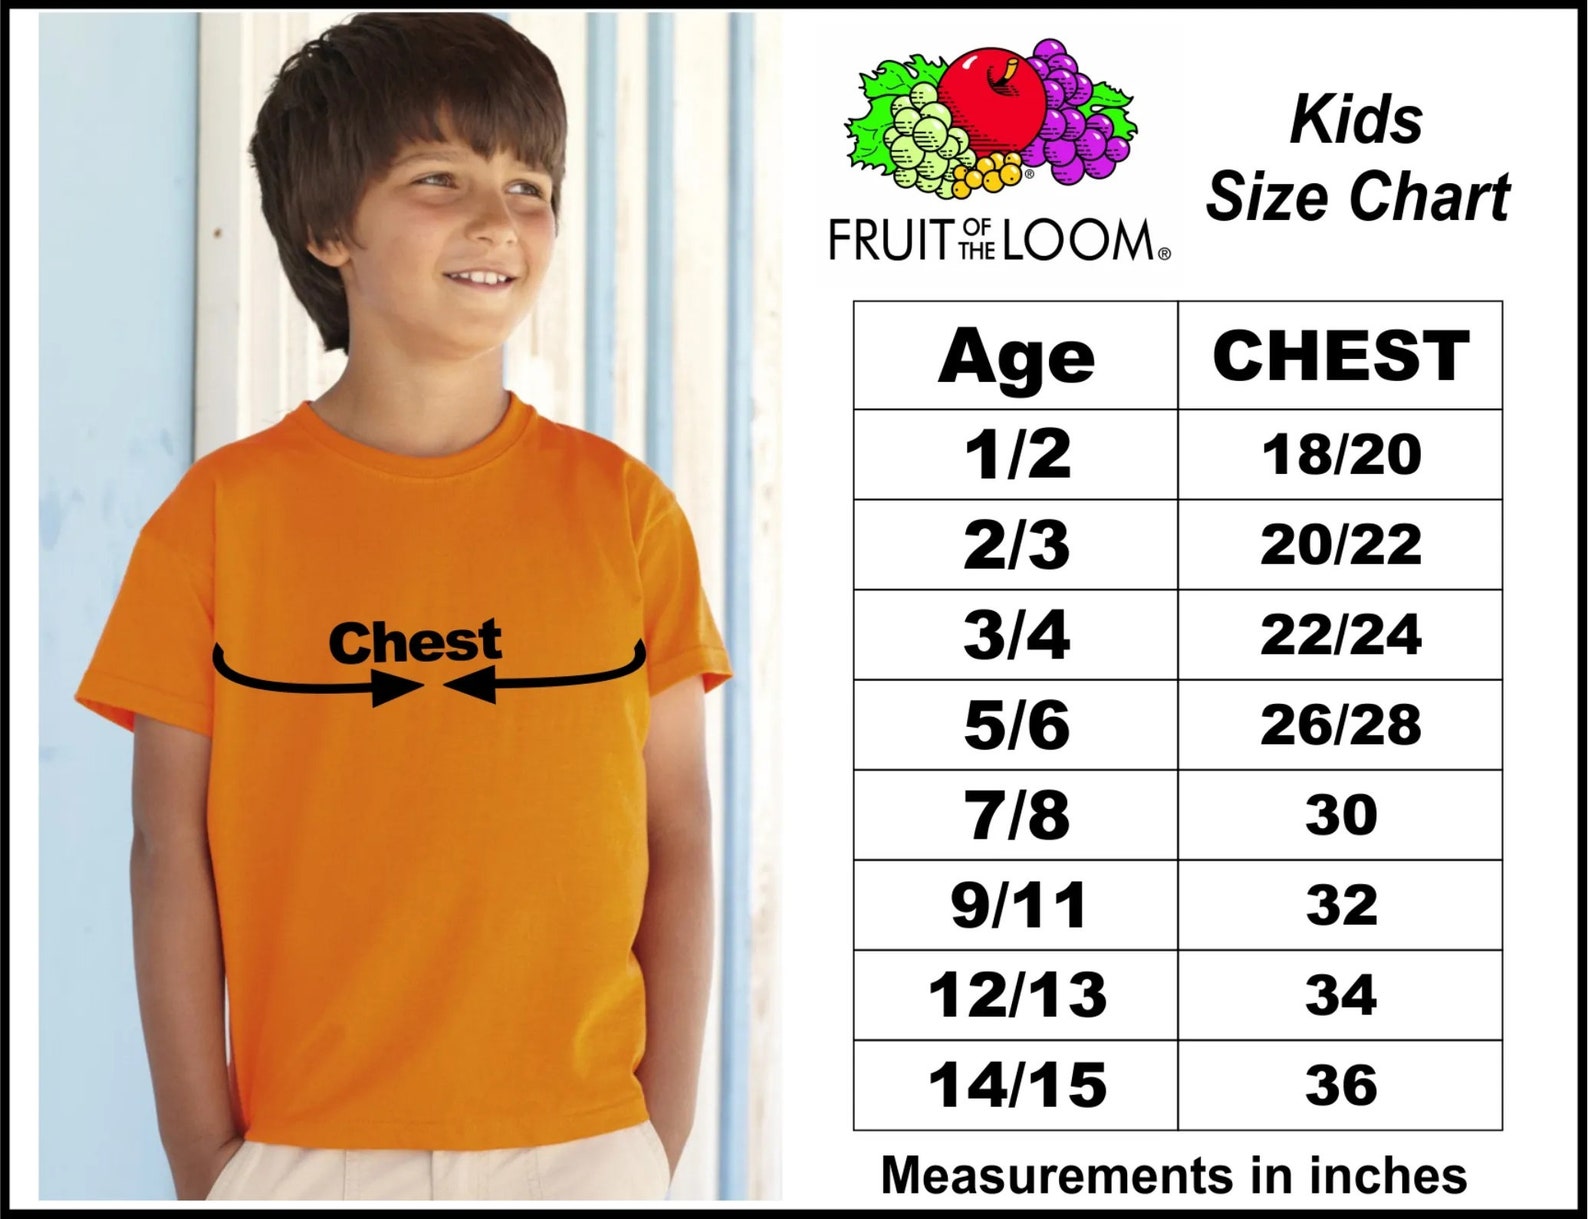 Kids
Size Chart
FRUIT OF THE LOOM®
Chest
Age CHEST
1/2 18/20
2/3 20/22
3/4 22/24
5/6 26/28
7/8 30
9/11 32
12/13 34
14/15 36
Measurements in inches